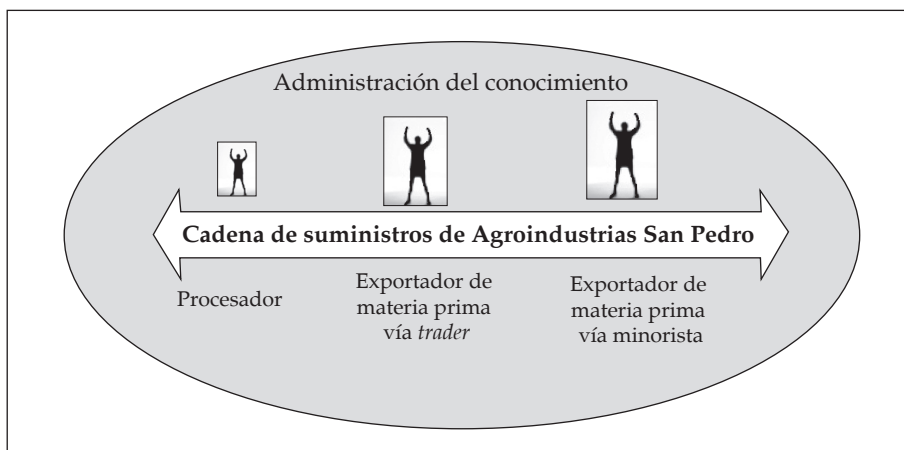 Administración del conocimiento
Cadena de suministros de Agroindustrias San Pedro
Procesador
Exportador de
materia prima
vía trader
Exportador de
materia prima
vía minorista